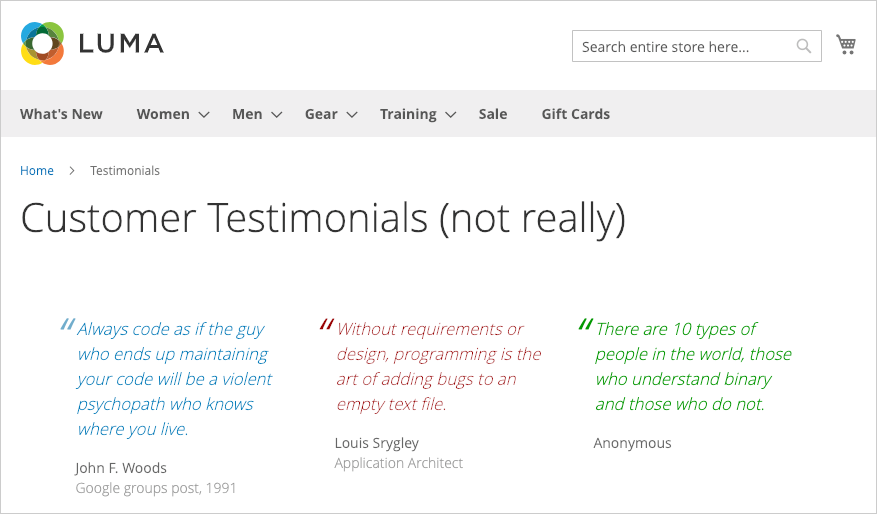 LUMA
Search entire store here...
What's New Women Men Gear Training Sale Gift Cards
Home > Testimonials
Customer Testimonials (not really)
“ Always code as if the guy
who ends up maintaining
your code will be a violent
psychopath who knows
where you live.
John F. Woods
Google groups post, 1991
“ Without requirements or
design, programming is the
art of adding bugs to an
empty text file.
Louis Srygley
Application Architect
“ There are 10 types of
people in the world, those
who understand binary
and those who do not.
Anonymous